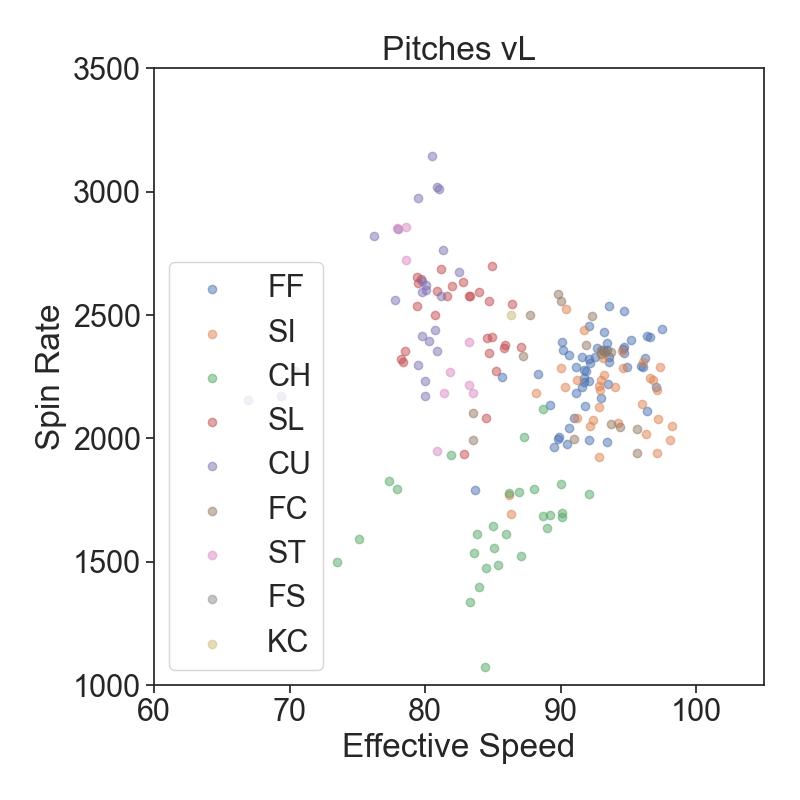 Pitches vL
3500
3000
2500
2000
1500
1000
Spin Rate
FF
SI
CH
SL
CU
FC
ST
FS
KC
60 70 80 90 100
Effective Speed